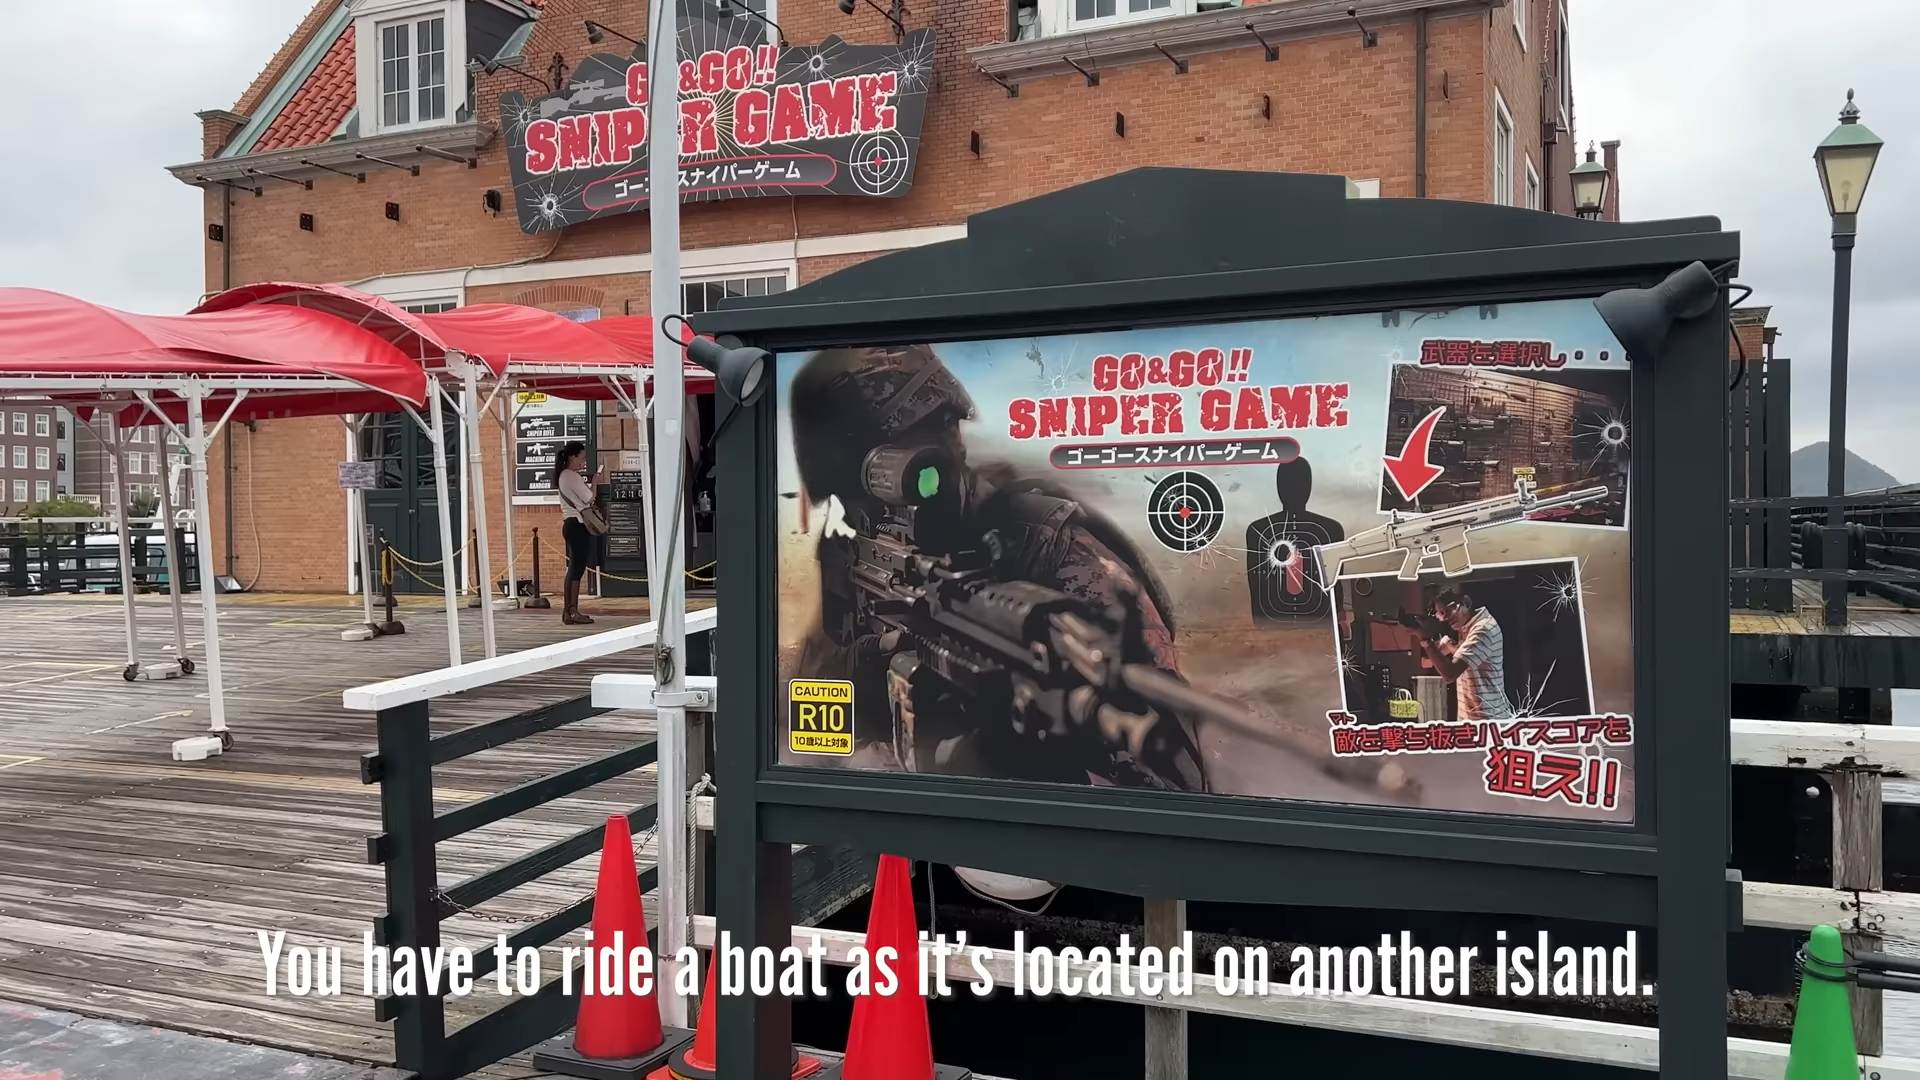 GO&GO!!
SNIPER GAME
ゴーゴースナイパーゲーム
GO&GO!!
SNIPER GAME
ゴーゴースナイパーゲーム
武器を選択し・・・
敵を撃ち抜きハイスコアを
マト
狙え!!
CAUTION
R10
10歳以上対象
SNIPER RIFLE
MACHINE GUN
HANDGUN
You have to ride a boat as it’s located on another island.